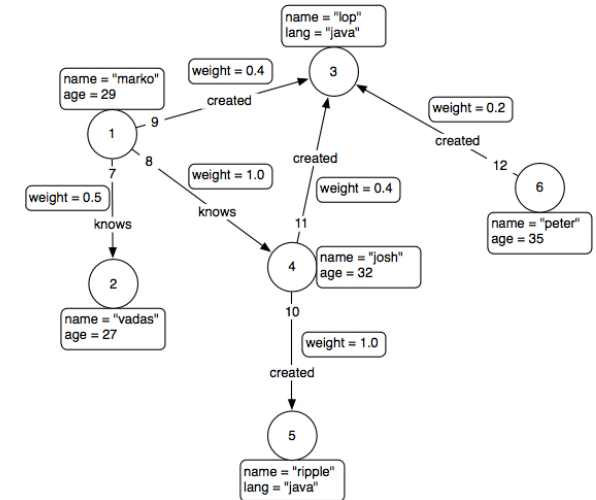 name = "lop"
lang = "java"
3
weight = 0.4
created
name = "marko"
age = 29
1
9
8
7
weight = 0.2
created
12
6
name = "peter"
age = 35
weight = 1.0
knows
created
weight = 0.4
11
weight = 0.5
knows
2
name = "vadas"
age = 27
4
name = "josh"
age = 32
10
weight = 1.0
created
5
name = "ripple"
lang = "java"